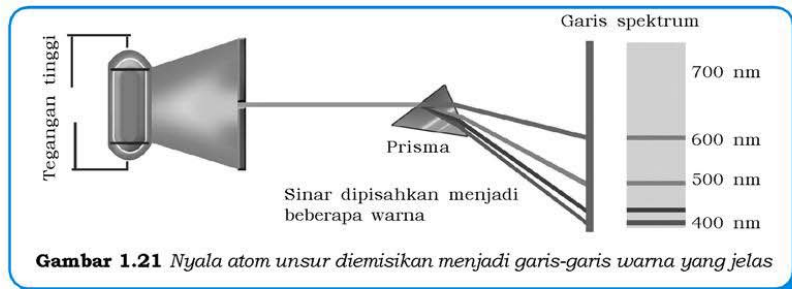 Garis spektrum
Tegangan tinggi
700 nm
600 nm
Prisma
500 nm
Sinar dipisahkan menjadi
beberapa warna
400 nm
Gambar 1.21 Nyala atom unsur diemisikan menjadi garis-garis warna yang jelas